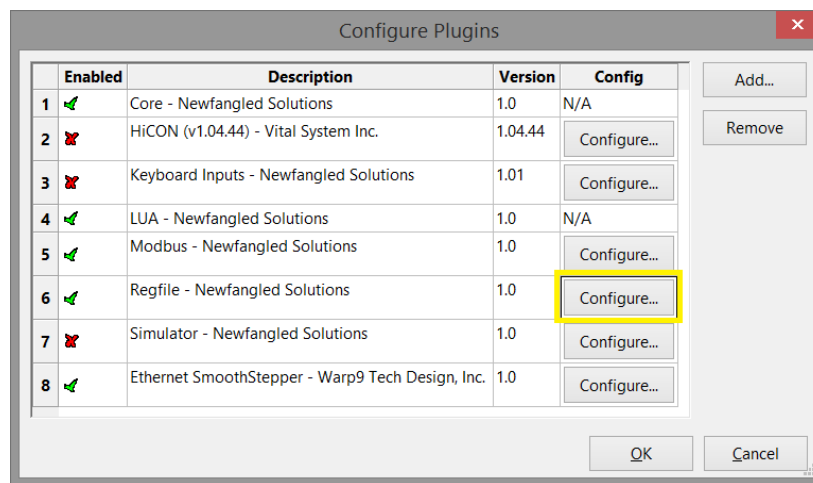 Configure Plugins
Enabled Description Version Config
1 Core - Newfangled Solutions 1.0 N/A
2 HiCON (v1.04.44) - Vital System Inc. 1.04.44 Configure...
3 Keyboard Inputs - Newfangled Solutions 1.01 Configure...
4 LUA - Newfangled Solutions 1.0 N/A
5 Modbus - Newfangled Solutions 1.0 Configure...
6 Regfile - Newfangled Solutions 1.0 Configure...
7 Simulator - Newfangled Solutions 1.0 Configure...
8 Ethernet SmoothStepper - Warp9 Tech Design, Inc. 1.0 Configure...
Add...
Remove
OK Cancel